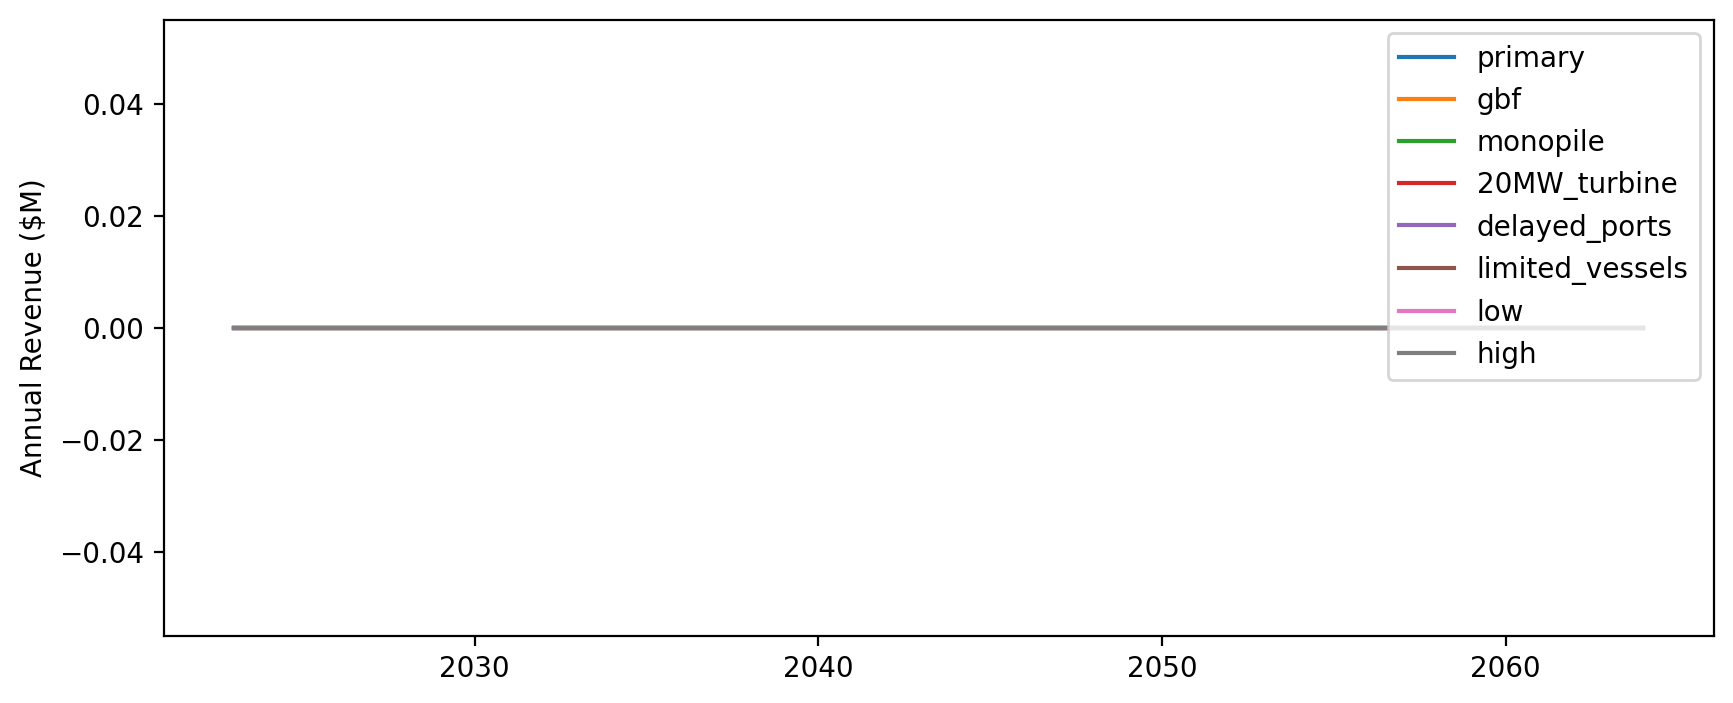 Annual Revenue ($M)
0.04
0.02
0.00
−0.02
−0.04
2030 2040 2050 2060
primary
gbf
monopile
20MW_turbine
delayed_ports
limited_vessels
low
high